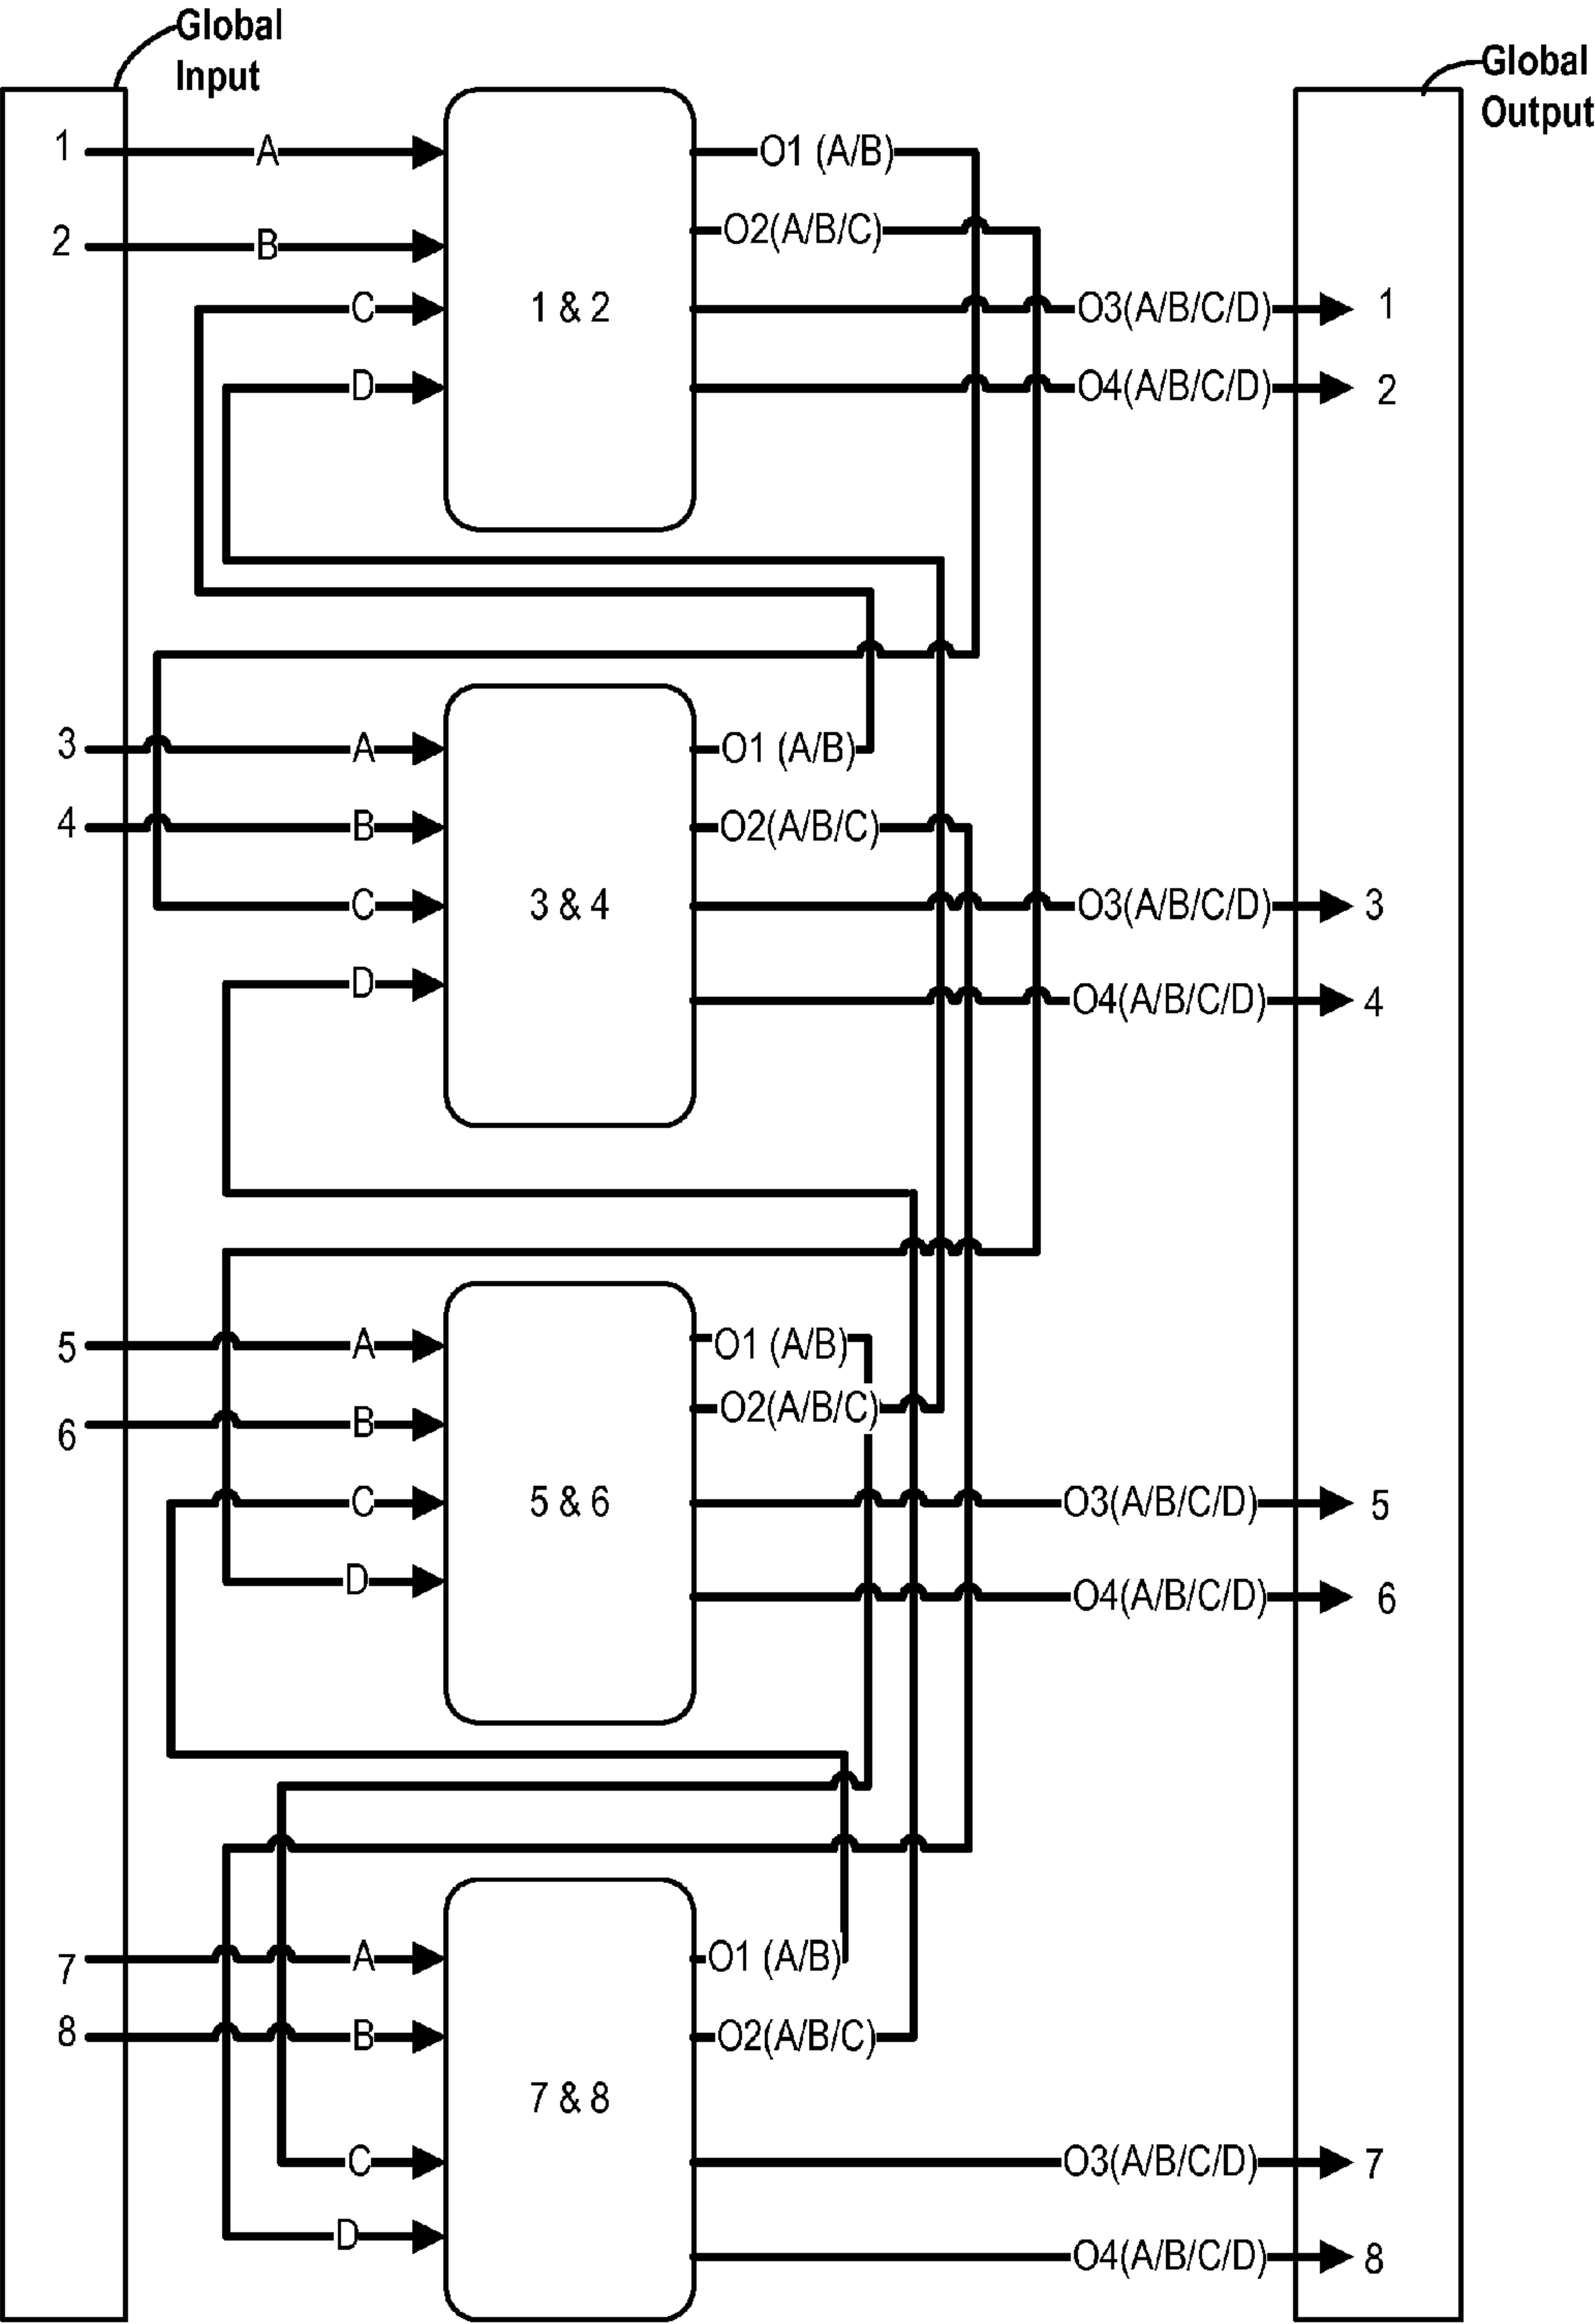 Global
Input
Global
Output
1 A O1 (A/B)
2 B O2(A/B/C)
C 1 & 2 O3(A/B/C/D) 1
D O4(A/B/C/D) 2
3 A O1 (A/B)
4 B O2(A/B/C)
C 3 & 4 O3(A/B/C/D) 3
D O4(A/B/C/D) 4
5 A O1 (A/B)
6 B O2(A/B/C)
C 5 & 6 O3(A/B/C/D) 5
D O4(A/B/C/D) 6
7 A O1 (A/B)
8 B O2(A/B/C)
7 & 8
C O3(A/B/C/D) 7
D O4(A/B/C/D) 8